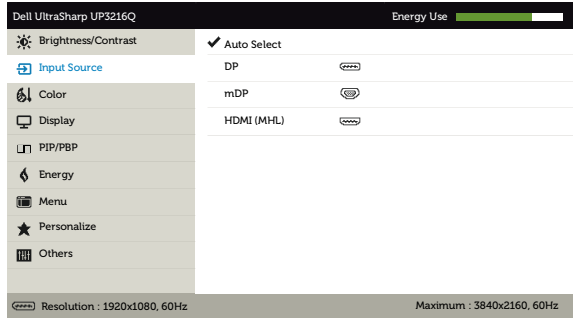 Dell UltraSharp UP3216Q Energy Use
Brightness/Contrast
Auto Select
Input Source
DP
Color
mDP
Display
HDMI (MHL)
PIP/PBP
Energy
Menu
Personalize
Others
Resolution : 1920x1080, 60Hz
Maximum : 3840x2160, 60Hz